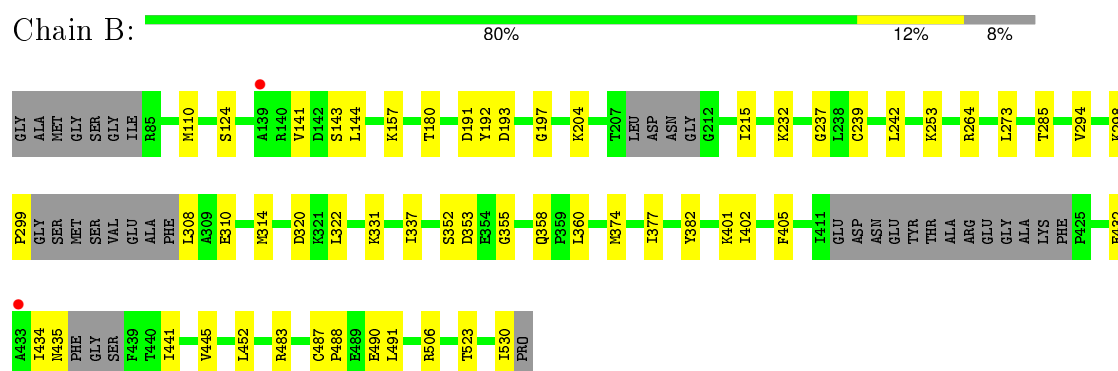 Chain B:
80% 12% 8%
GLY ALA MET GLY SER GLY ILE R85 M110 S124 A139 R140 V141 D142 S143 L144 K157 T180 D191 Y192 D193 G197 K204 T207 LEU ASP ASN GLY G212 I215 K232 G237 L238 C239 L242 K253 R264 L273 T285 V294
P299 GLY SER MET SER VAL GLU ALA PHE L308 A309 E310 M314 D320 K321 L322 K331 I337 S352 D353 E354 G355 Q358 P359 L360 M374 I377 Y382 K401 I402 F405 I411 GLU ASP ASN GLU TYR THR ALA ARG GLU GLY ALA LYS PHE P425
A433 I434 N435 PHE GLY SER F439 T440 I441 V445 L452 R483 C487 P488 E489 E490 L491 R506 T523 I530 PRO